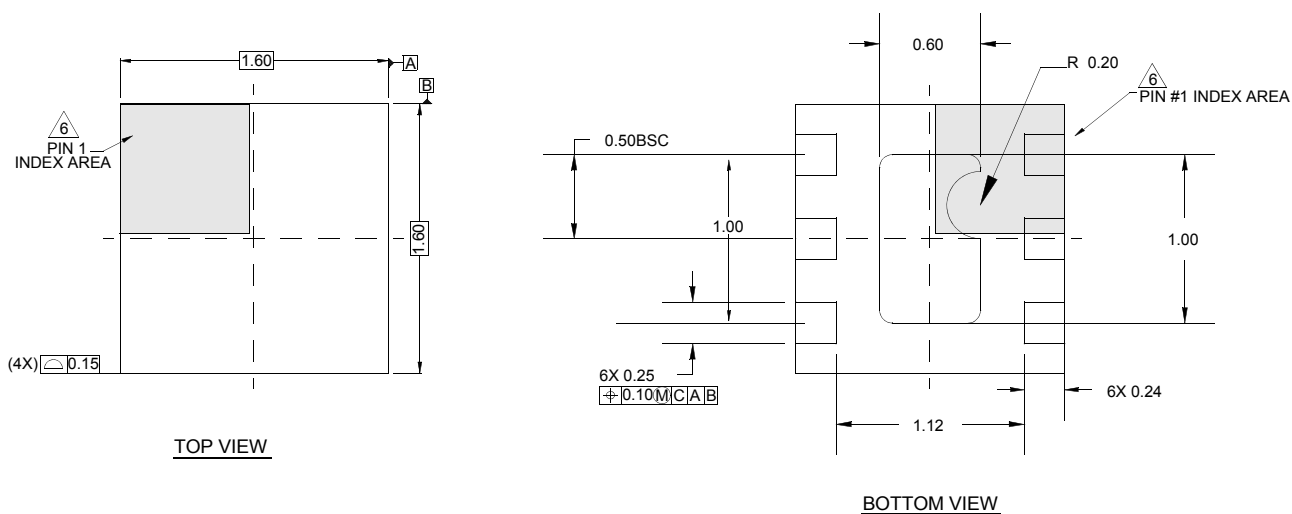 1.60
A
B
6
PIN 1
INDEX AREA
1.60
(4X) ⌓ 0.15
TOP VIEW
0.60
R 0.20
6
PIN #1 INDEX AREA
0.50BSC
1.00
1.00
6X 0.25
⌖ 0.10 Ⓜ C A B
6X 0.24
1.12
BOTTOM VIEW